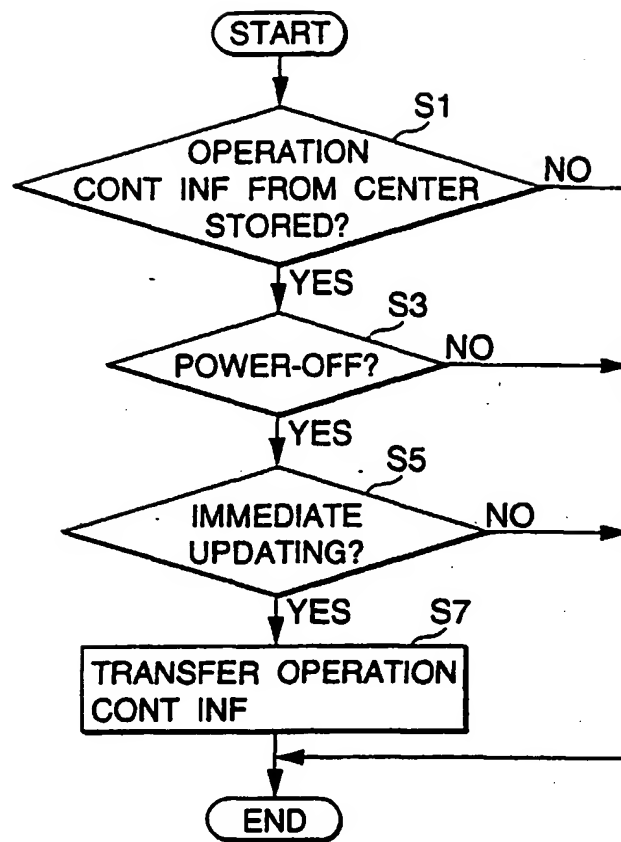 START
S1
OPERATION
CONT INF FROM CENTER
STORED?
NO
YES
S3
POWER-OFF?
NO
YES
S5
IMMEDIATE
UPDATING?
NO
YES
S7
TRANSFER OPERATION
CONT INF
END